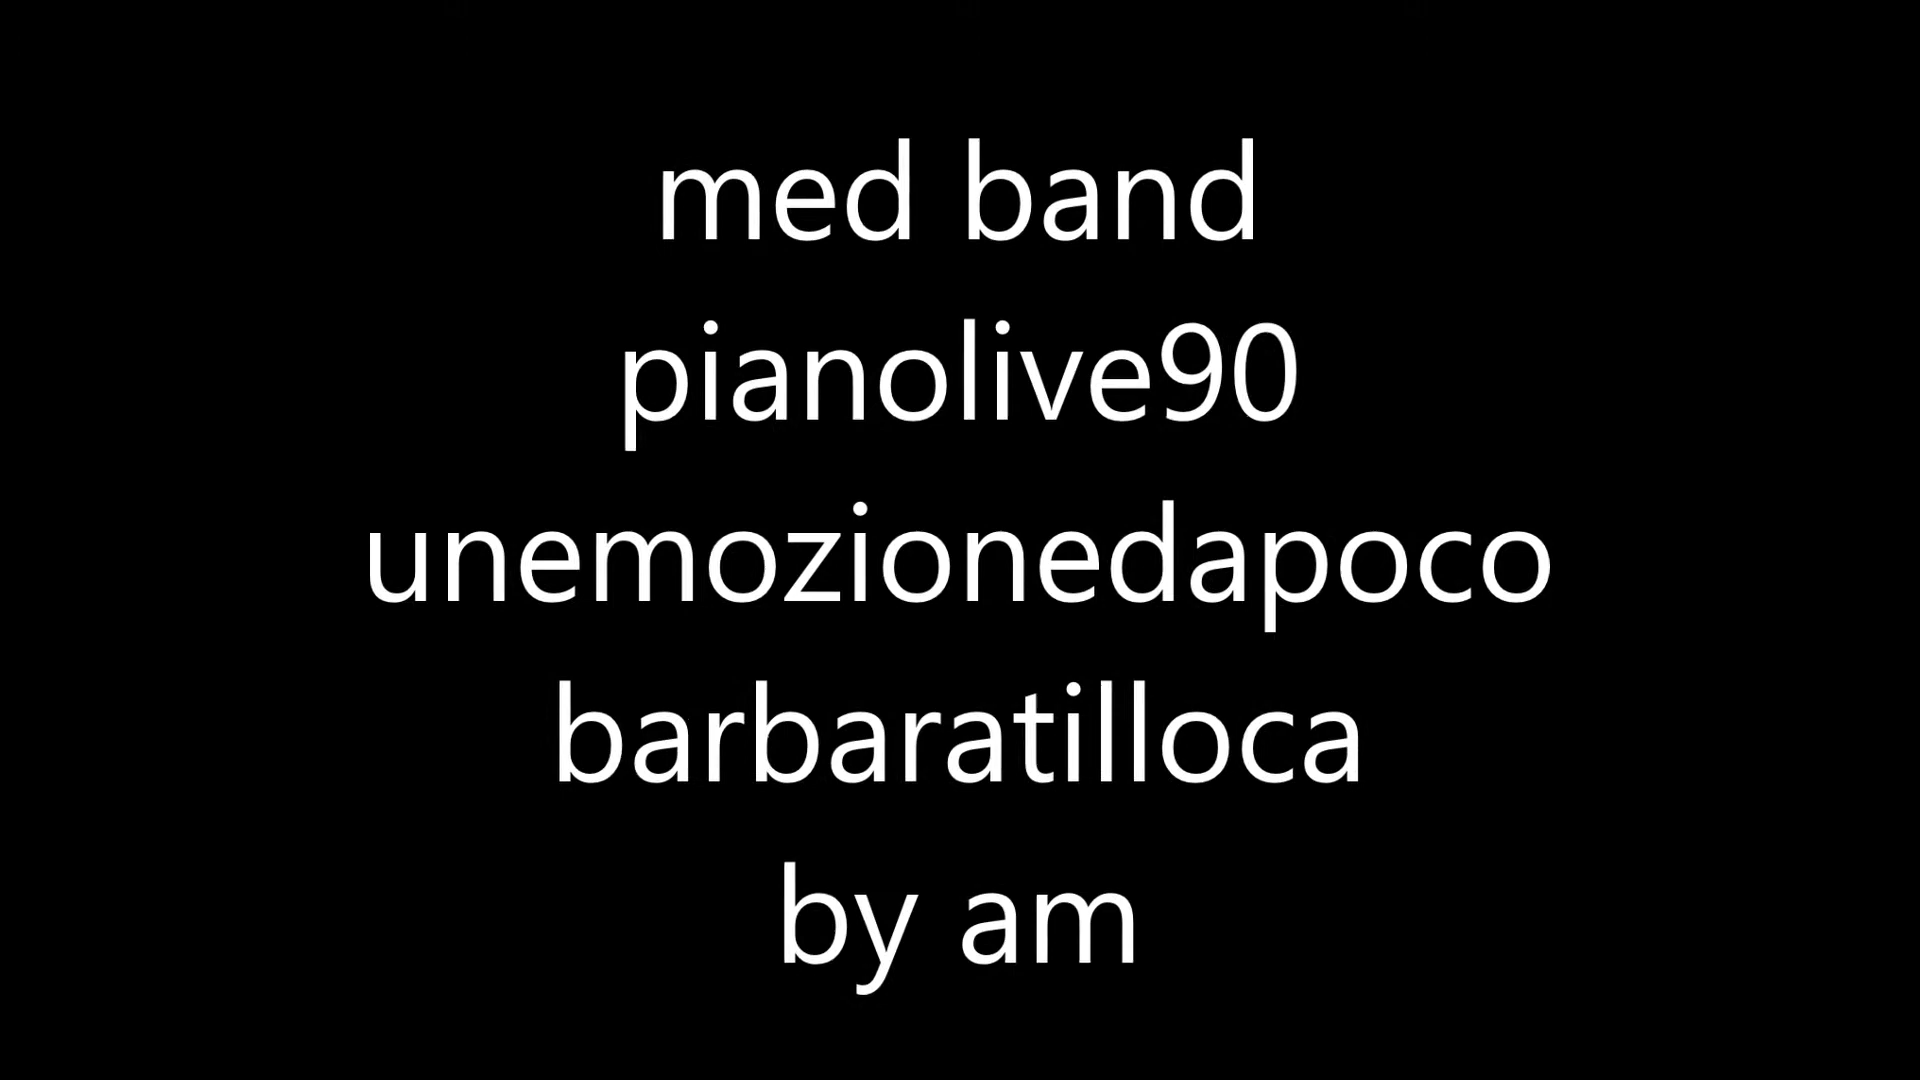 med band
pianolive90
unemozionedapoco
barbaratilloca
by am